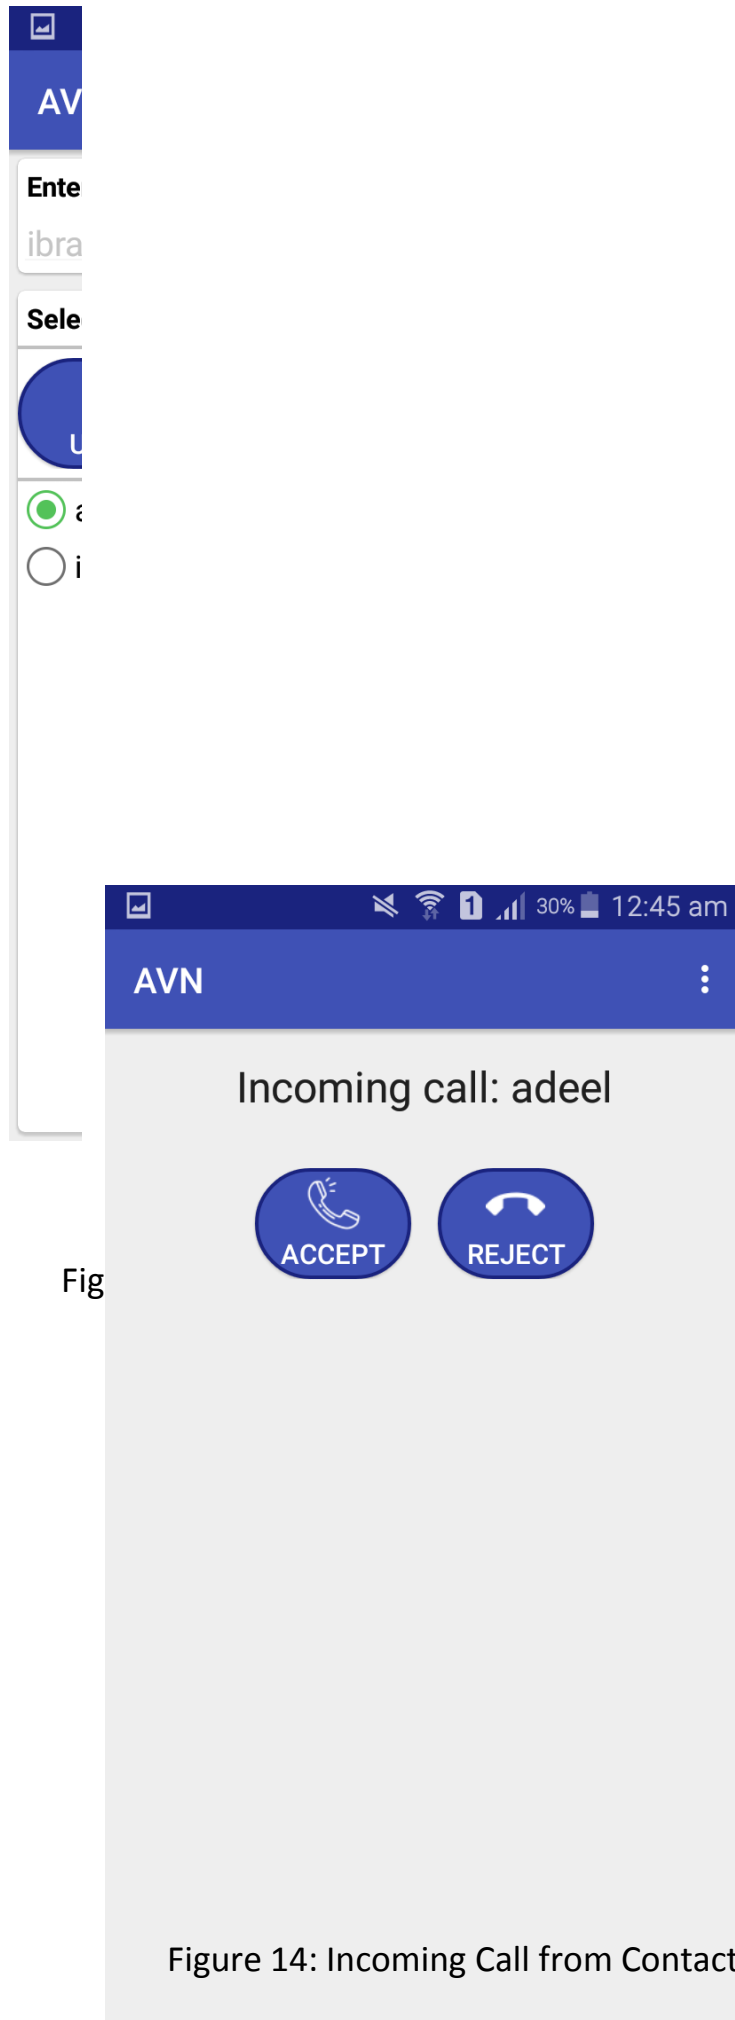 AV
Ente
ibra
Sele
U
i
1 30% 12:45 am
AVN
Incoming call: adeel
ACCEPT REJECT
Fig
Figure 14: Incoming Call from Contact